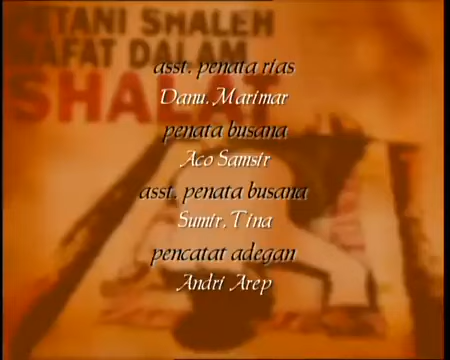 PETANI SHALEH
WAFAT DALAM
SHALAT
asst. penata rias
Danu, Marimar
penata busana
Aco Samsir
asst. penata busana
Sumir, Tina
pencatat adegan
Andri Arep